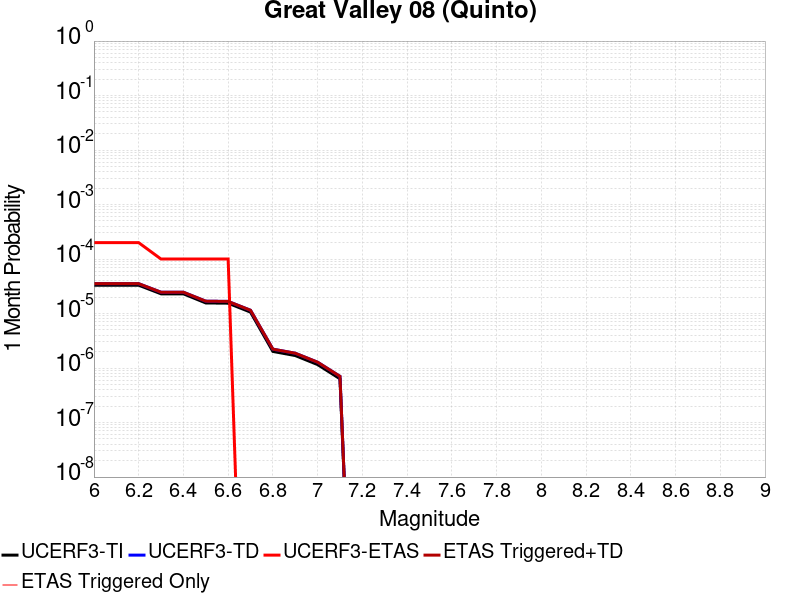 Great Valley 08 (Quinto)
10^0
10^-1
10^-2
10^-3
10^-4
10^-5
10^-6
10^-7
10^-8
1 Month Probability
6 6.2 6.4 6.6 6.8 7 7.2 7.4 7.6 7.8 8 8.2 8.4 8.6 8.8 9
Magnitude
UCERF3-TI UCERF3-TD UCERF3-ETAS ETAS Triggered+TD
ETAS Triggered Only